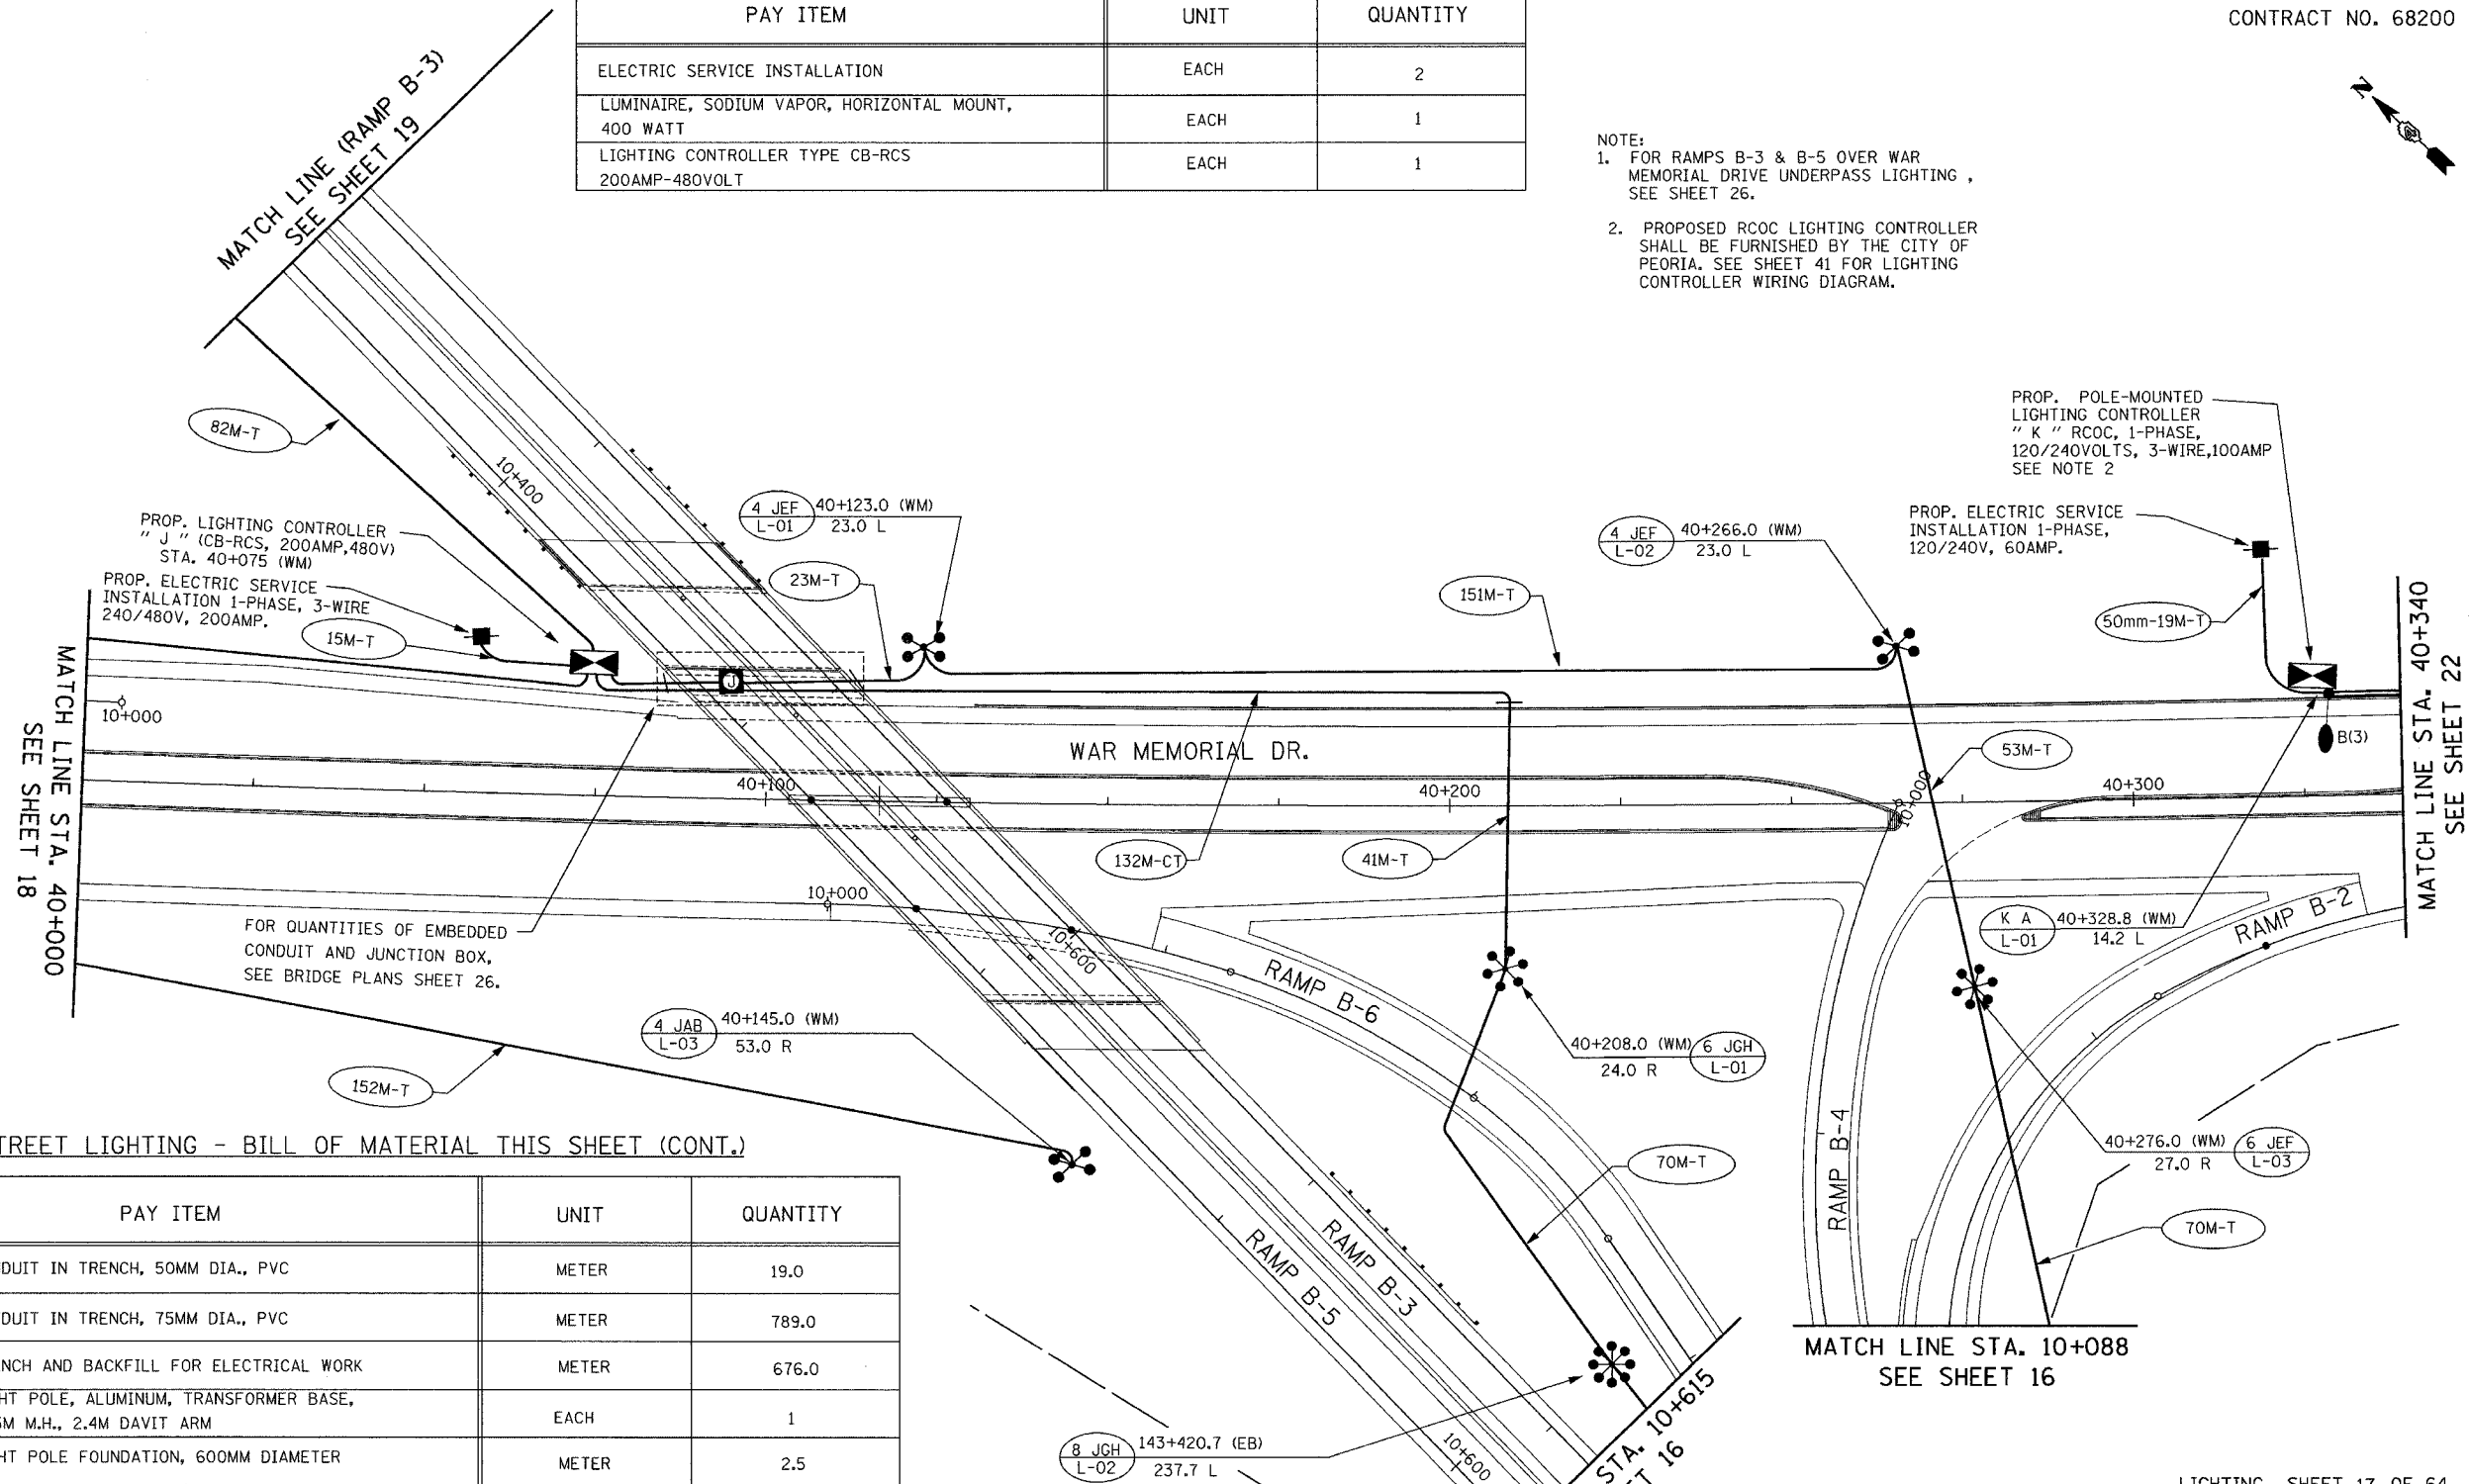 PAY ITEM UNIT QUANTITY
ELECTRIC SERVICE INSTALLATION EACH 2
LUMINAIRE, SODIUM VAPOR, HORIZONTAL MOUNT,
400 WATT EACH 1
LIGHTING CONTROLLER TYPE CB-RCS
200AMP-480VOLT EACH 1
CONTRACT NO. 68200
N
NOTE:
1. FOR RAMPS B-3 & B-5 OVER WAR
MEMORIAL DRIVE UNDERPASS LIGHTING ,
SEE SHEET 26.
2. PROPOSED RCOC LIGHTING CONTROLLER
SHALL BE FURNISHED BY THE CITY OF
PEORIA. SEE SHEET 41 FOR LIGHTING
CONTROLLER WIRING DIAGRAM.
MATCH LINE (RAMP B-3)
SEE SHEET 19
82M-T
10+400
PROP. LIGHTING CONTROLLER
" J " (CB-RCS, 200AMP,480V)
STA. 40+075 (WM)
PROP. ELECTRIC SERVICE
INSTALLATION 1-PHASE, 3-WIRE
240/480V, 200AMP.
15M-T
4 JEF
L-01
40+123.0 (WM)
23.0 L
23M-T
J
151M-T
4 JEF
L-02
40+266.0 (WM)
23.0 L
PROP. POLE-MOUNTED
LIGHTING CONTROLLER
" K " RCOC, 1-PHASE,
120/240VOLTS, 3-WIRE,100AMP
SEE NOTE 2
PROP. ELECTRIC SERVICE
INSTALLATION 1-PHASE,
120/240V, 60AMP.
50mm-19M-T
MATCH LINE STA. 40+340
SEE SHEET 22
MATCH LINE STA. 40+000
SEE SHEET 18
10+000
WAR MEMORIAL DR.
B(3)
53M-T
40+100
40+200
10+000
40+300
132M-CT
41M-T
10+000
FOR QUANTITIES OF EMBEDDED
CONDUIT AND JUNCTION BOX,
SEE BRIDGE PLANS SHEET 26.
10+600
RAMP B-6
K A
L-01
40+328.8 (WM)
14.2 L
RAMP B-2
4 JAB
L-03
40+145.0 (WM)
53.0 R
152M-T
40+208.0 (WM)
24.0 R
6 JGH
L-01
RAMP B-4
40+276.0 (WM)
27.0 R
6 JEF
L-03
70M-T
70M-T
RAMP B-5
RAMP B-3
MATCH LINE STA. 10+088
SEE SHEET 16
TREET LIGHTING - BILL OF MATERIAL THIS SHEET (CONT.)
PAY ITEM UNIT QUANTITY
DUIT IN TRENCH, 50MM DIA., PVC METER 19.0
DUIT IN TRENCH, 75MM DIA., PVC METER 789.0
NCH AND BACKFILL FOR ELECTRICAL WORK METER 676.0
HT POLE, ALUMINUM, TRANSFORMER BASE,
M M.H., 2.4M DAVIT ARM EACH 1
HT POLE FOUNDATION, 600MM DIAMETER METER 2.5
8 JGH
L-02
143+420.7 (EB)
237.7 L
10+600
STA. 10+615
ET 16
LIGHTING SHEET 17 OF 64